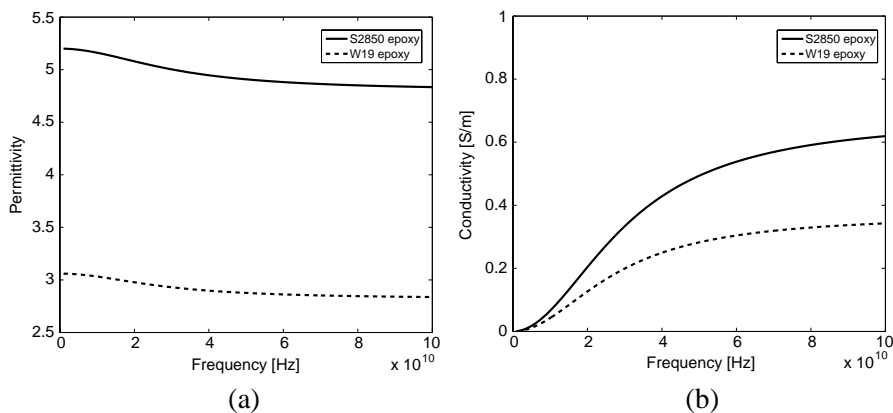 5.5
5
4.5
4
3.5
3
2.5
Permittivity
0 2 4 6 8 10
Frequency [Hz]
x 10^10
S2850 epoxy
W19 epoxy
(a)
1
0.8
0.6
0.4
0.2
0
Conductivity [S/m]
0 2 4 6 8 10
Frequency [Hz]
x 10^10
S2850 epoxy
W19 epoxy
(b)